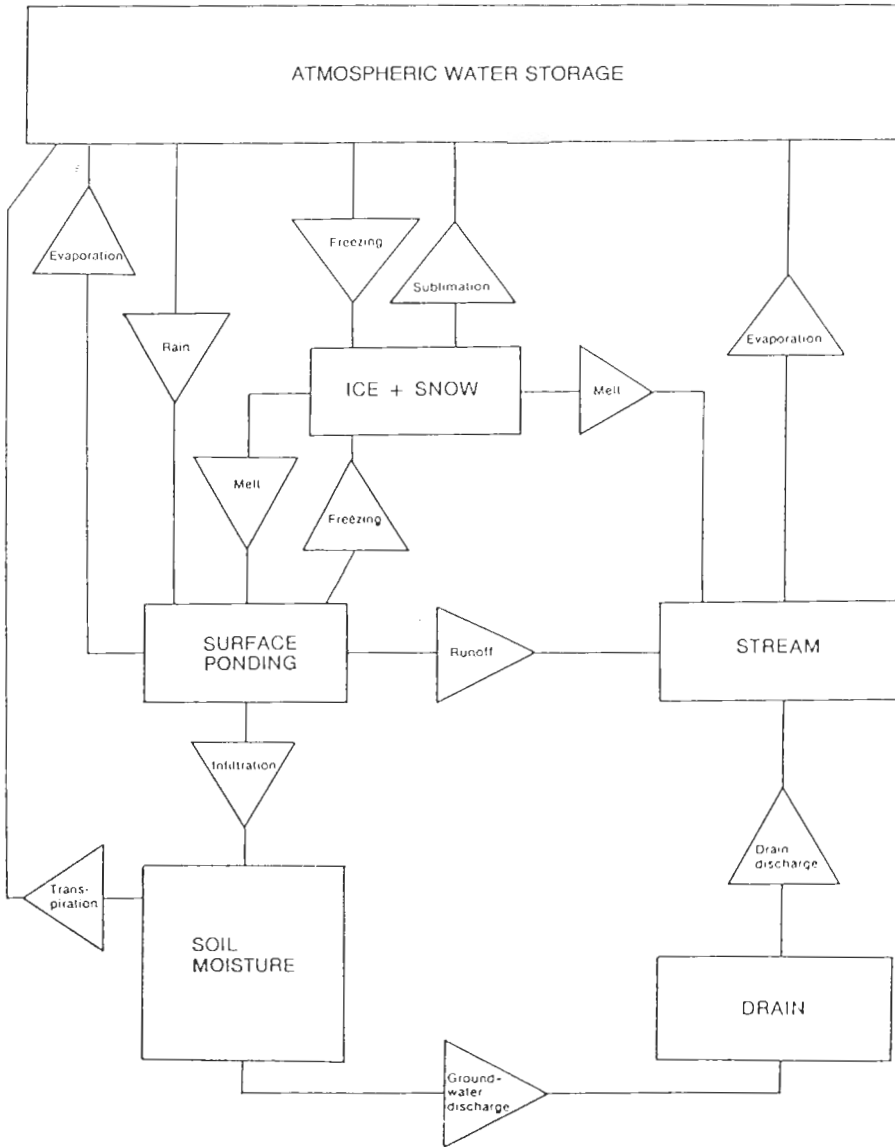 ATMOSPHERIC WATER STORAGE
Evaporation
Rain
Freezing
Sublimation
Evaporation
ICE + SNOW
Melt
Melt
Freezing
SURFACE
PONDING
Runoff
STREAM
Infiltration
Trans-
piration
SOIL
MOISTURE
Drain
discharge
DRAIN
Ground-
water
discharge